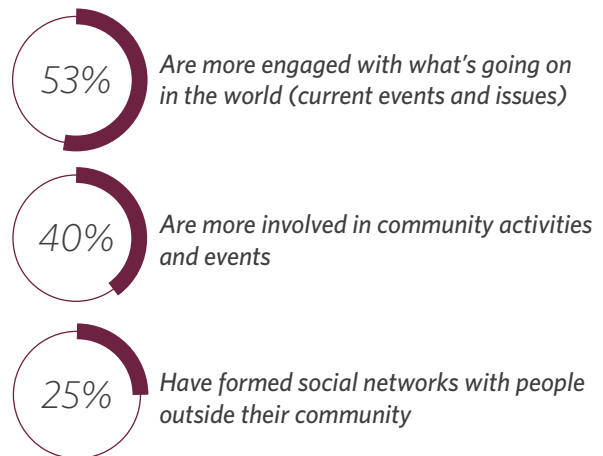 53%
Are more engaged with what's going on
in the world (current events and issues)
40%
Are more involved in community activities
and events
25%
Have formed social networks with people
outside their community